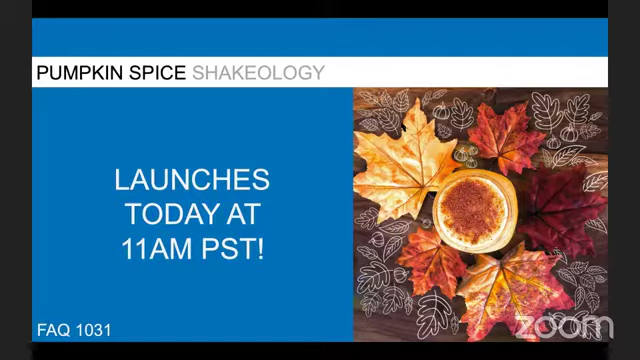 PUMPKIN SPICE SHAKEOLOGY
LAUNCHES
TODAY AT
11AM PST!
FAQ 1031
zoom